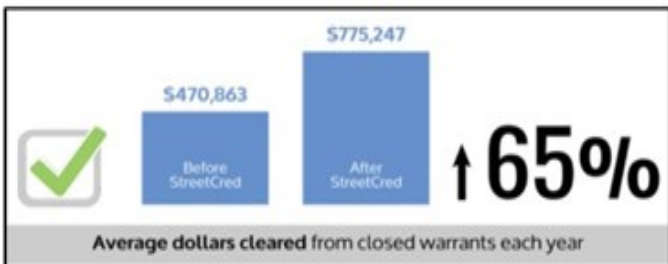 $775,247
$470,863
Before
StreetCred
After
StreetCred
65%
Average dollars cleared from closed warrants each year